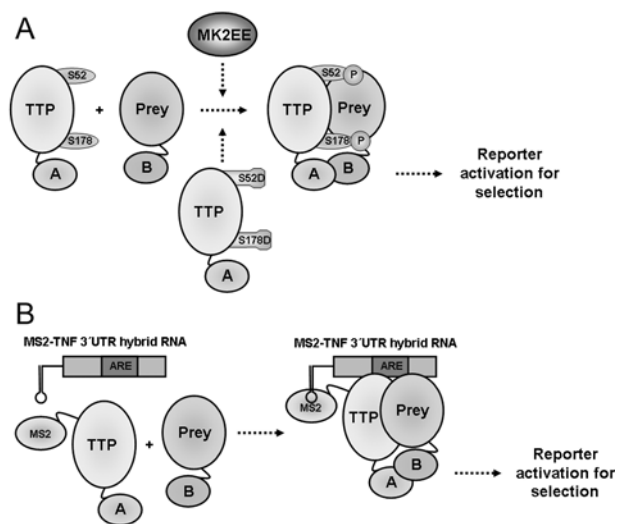 A
MK2EE
S52
TTP
S178
A
+
Prey
B
S52
P
TTP
Prey
S178
P
A
B
S52D
TTP
S178D
A
Reporter
activation for
selection
B
MS2-TNF 3´UTR hybrid RNA
ARE
MS2
TTP
A
+
Prey
B
MS2-TNF 3´UTR hybrid RNA
ARE
MS2
TTP
Prey
A
B
Reporter
activation for
selection